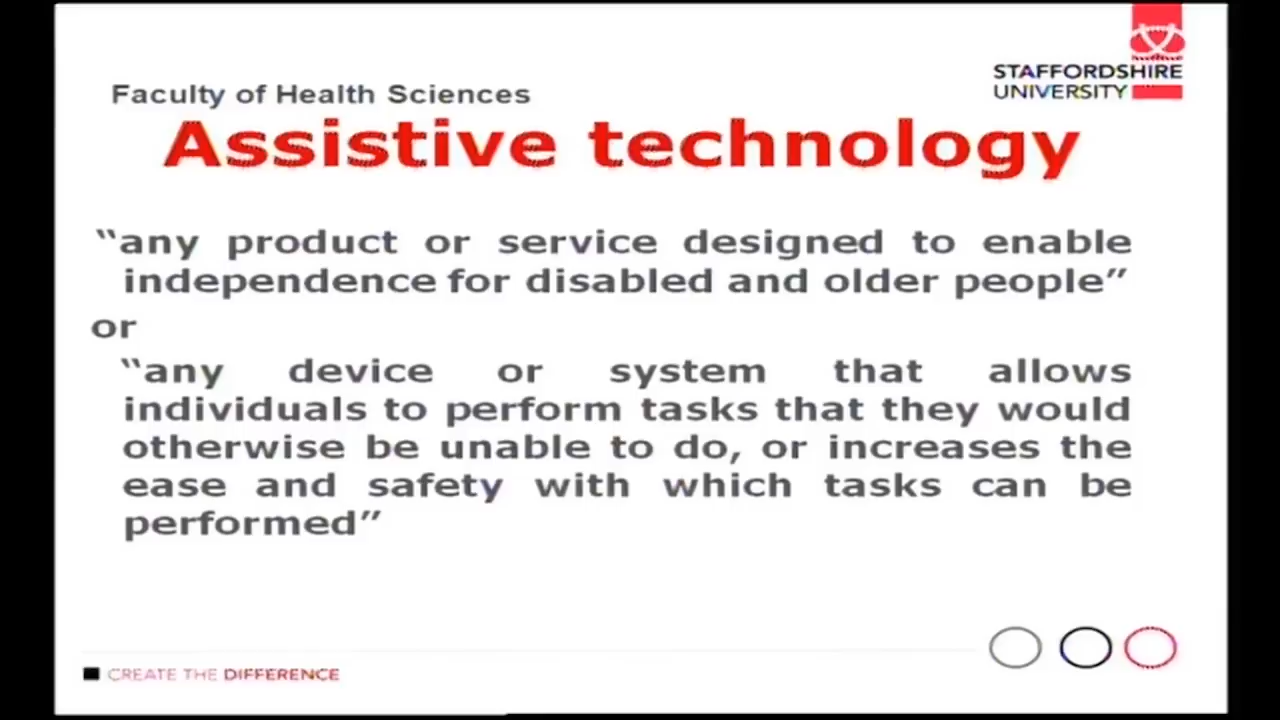 STAFFORDSHIRE
UNIVERSITY
Faculty of Health Sciences
Assistive technology
“any product or service designed to enable
independence for disabled and older people”
or
“any device or system that allows
individuals to perform tasks that they would
otherwise be unable to do, or increases the
ease and safety with which tasks can be
performed”
CREATE THE DIFFERENCE